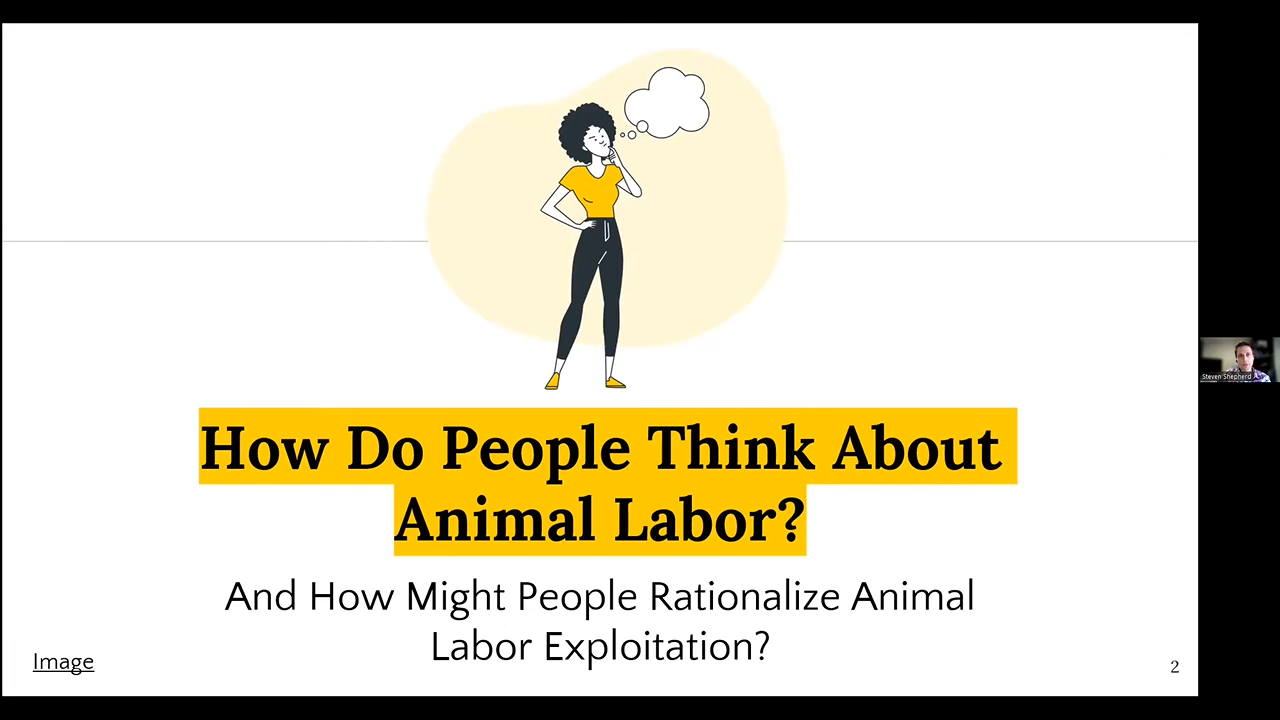 How Do People Think About
Animal Labor?
And How Might People Rationalize Animal
Labor Exploitation?
Image
2
Steven Shepherd